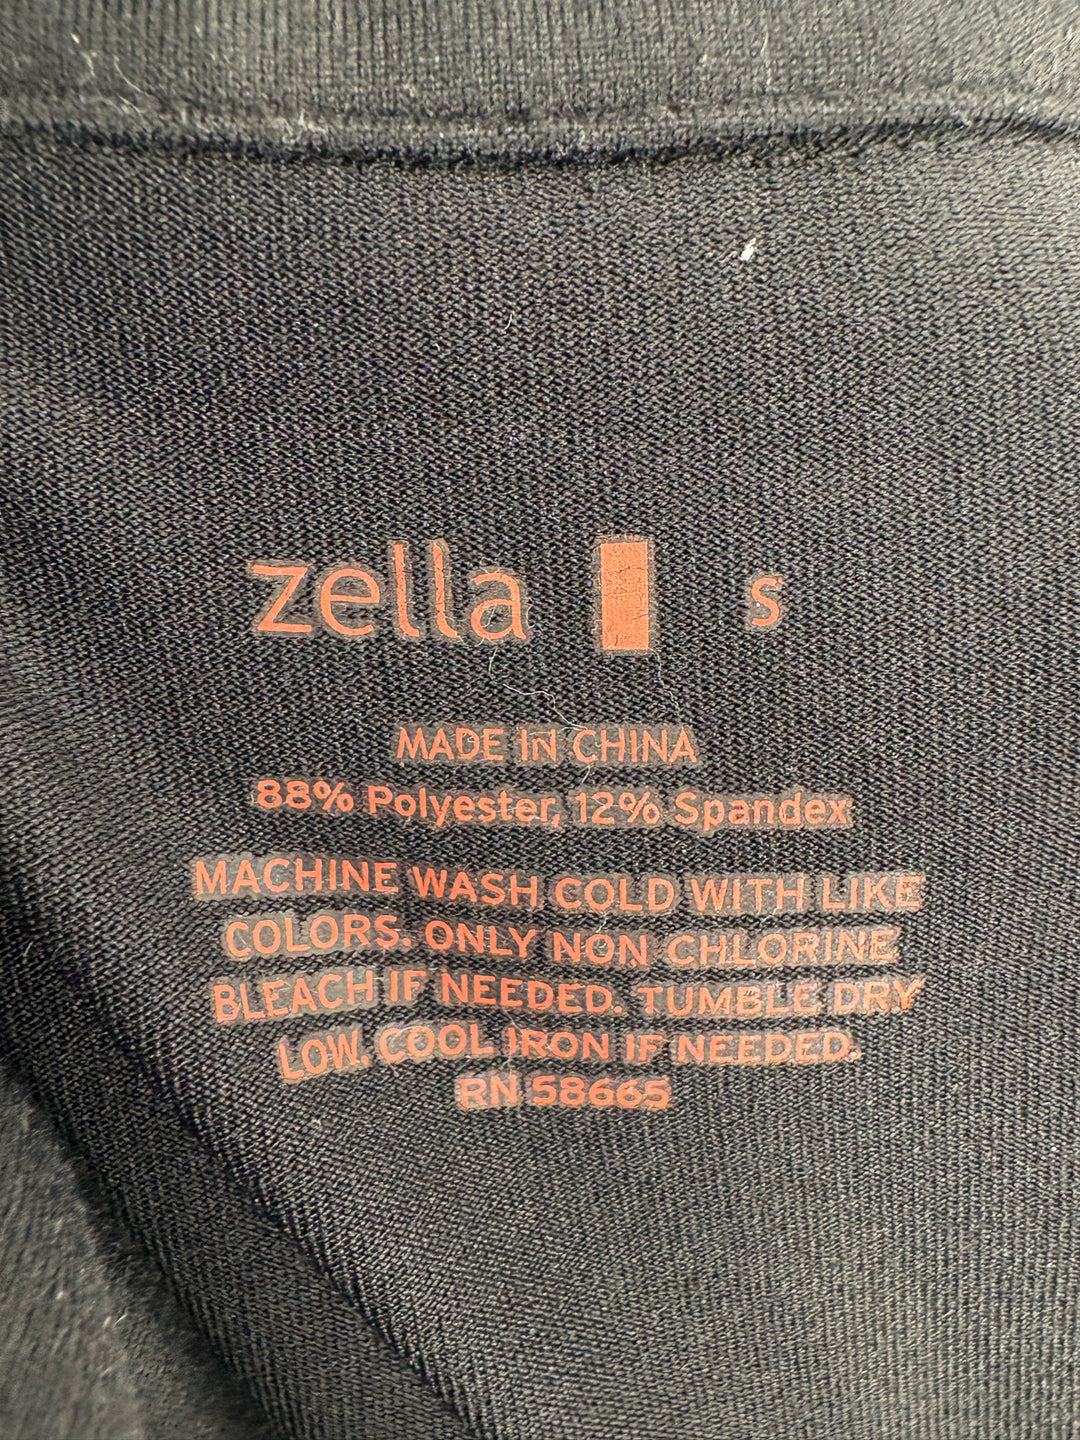 zella S
MADE IN CHINA
88% Polyester, 12% Spandex
MACHINE WASH COLD WITH LIKE
COLORS. ONLY NON CHLORINE
BLEACH IF NEEDED. TUMBLE DRY
LOW. COOL IRON IF NEEDED.
RN 58665